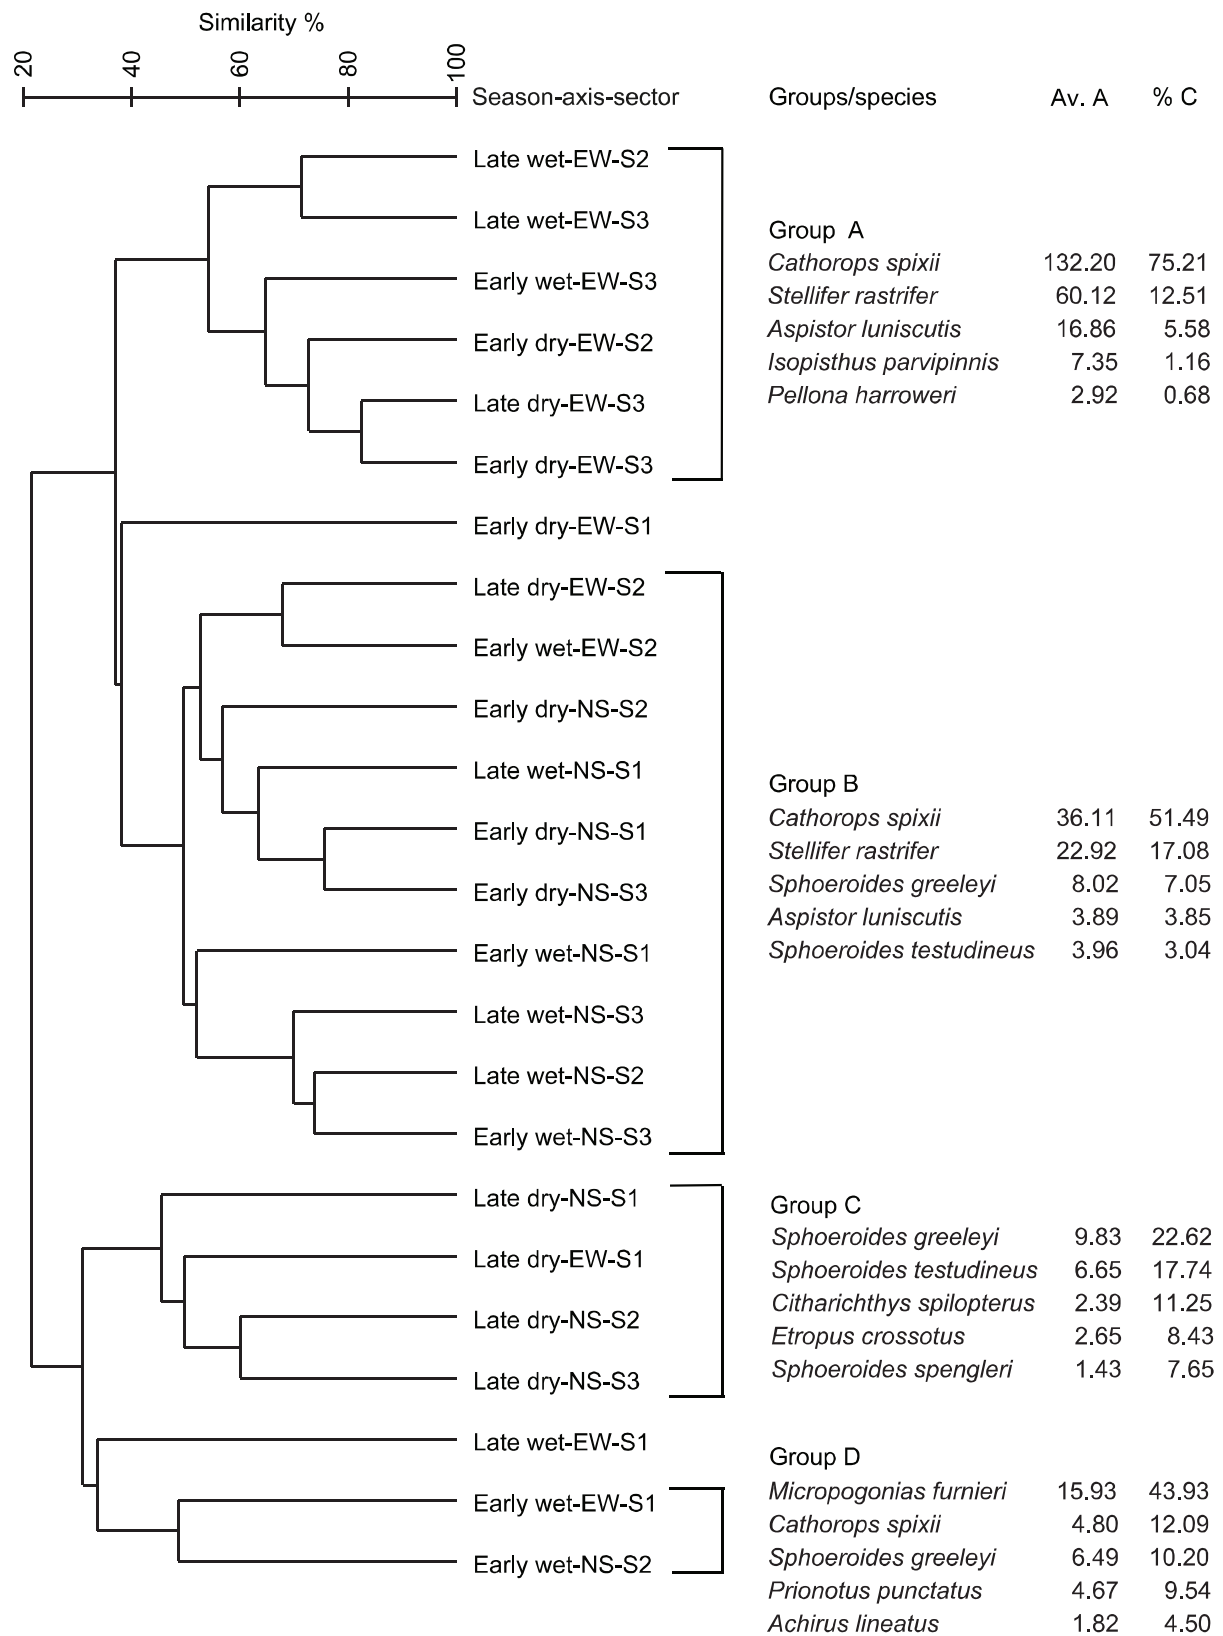 Similarity %
20 40 60 80 100
Season-axis-sector Groups/species Av. A % C
Late wet-EW-S2
Late wet-EW-S3
Group A
Cathorops spixii 132.20 75.21
Early wet-EW-S3
Stellifer rastrifer 60.12 12.51
Aspistor luniscutis 16.86 5.58
Early dry-EW-S2
Isopisthus parvipinnis 7.35 1.16
Pellona harroweri 2.92 0.68
Late dry-EW-S3
Early dry-EW-S3
Early dry-EW-S1
Late dry-EW-S2
Early wet-EW-S2
Early dry-NS-S2
Late wet-NS-S1
Group B
Cathorops spixii 36.11 51.49
Early dry-NS-S1
Stellifer rastrifer 22.92 17.08
Sphoeroides greeleyi 8.02 7.05
Early dry-NS-S3
Aspistor luniscutis 3.89 3.85
Sphoeroides testudineus 3.96 3.04
Early wet-NS-S1
Late wet-NS-S3
Late wet-NS-S2
Early wet-NS-S3
Late dry-NS-S1
Group C
Sphoeroides greeleyi 9.83 22.62
Late dry-EW-S1
Sphoeroides testudineus 6.65 17.74
Citharichthys spilopterus 2.39 11.25
Late dry-NS-S2
Etropus crossotus 2.65 8.43
Sphoeroides spengleri 1.43 7.65
Late dry-NS-S3
Late wet-EW-S1
Group D
Micropogonias furnieri 15.93 43.93
Early wet-EW-S1
Cathorops spixii 4.80 12.09
Sphoeroides greeleyi 6.49 10.20
Early wet-NS-S2
Prionotus punctatus 4.67 9.54
Achirus lineatus 1.82 4.50